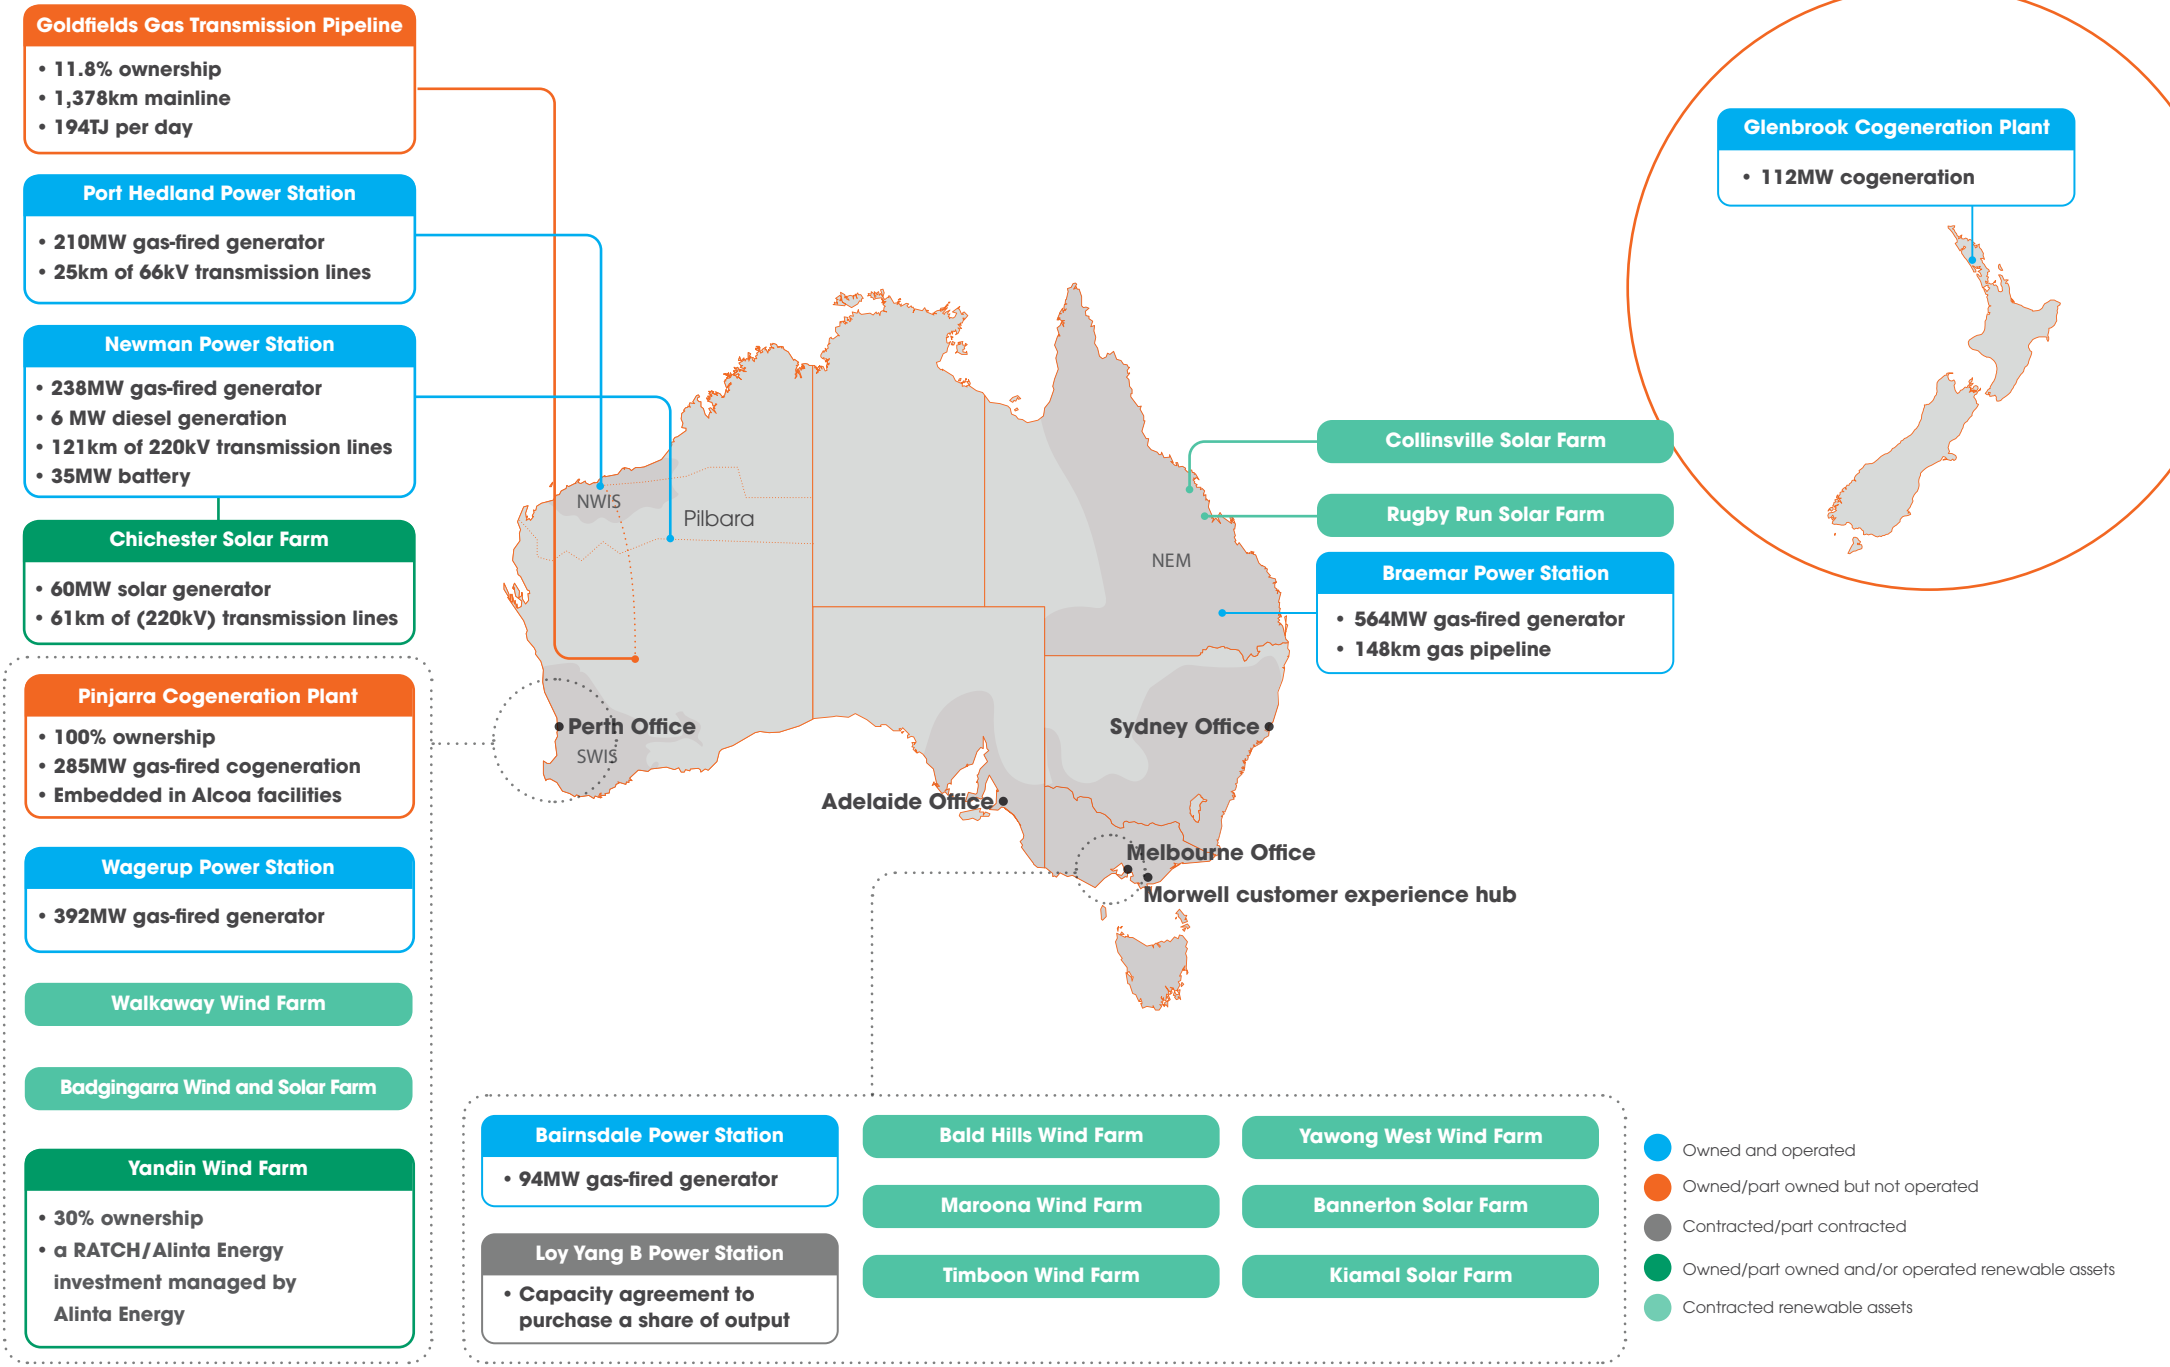 Goldfields Gas Transmission Pipeline
• 11.8% ownership
• 1,378km mainline
• 194TJ per day
Port Hedland Power Station
• 210MW gas-fired generator
• 25km of 66kV transmission lines
Newman Power Station
• 238MW gas-fired generator
• 6 MW diesel generation
• 121km of 220kV transmission lines
• 35MW battery
Chichester Solar Farm
• 60MW solar generator
• 61km of (220kV) transmission lines
Pinjarra Cogeneration Plant
• 100% ownership
• 285MW gas-fired cogeneration
• Embedded in Alcoa facilities
Wagerup Power Station
• 392MW gas-fired generator
Walkaway Wind Farm
Badgingarra Wind and Solar Farm
Yandin Wind Farm
• 30% ownership
• a RATCH/Alinta Energy
investment managed by
Alinta Energy
NWIS
Pilbara
NEM
Perth Office
SWIS
Sydney Office
Adelaide Office
Melbourne Office
Morwell customer experience hub
Glenbrook Cogeneration Plant
• 112MW cogeneration
Collinsville Solar Farm
Rugby Run Solar Farm
Braemar Power Station
• 564MW gas-fired generator
• 148km gas pipeline
Bairnsdale Power Station
• 94MW gas-fired generator
Loy Yang B Power Station
• Capacity agreement to
purchase a share of output
Bald Hills Wind Farm
Maroona Wind Farm
Timboon Wind Farm
Yawong West Wind Farm
Bannerton Solar Farm
Kiamal Solar Farm
Owned and operated
Owned/part owned but not operated
Contracted/part contracted
Owned/part owned and/or operated renewable assets
Contracted renewable assets